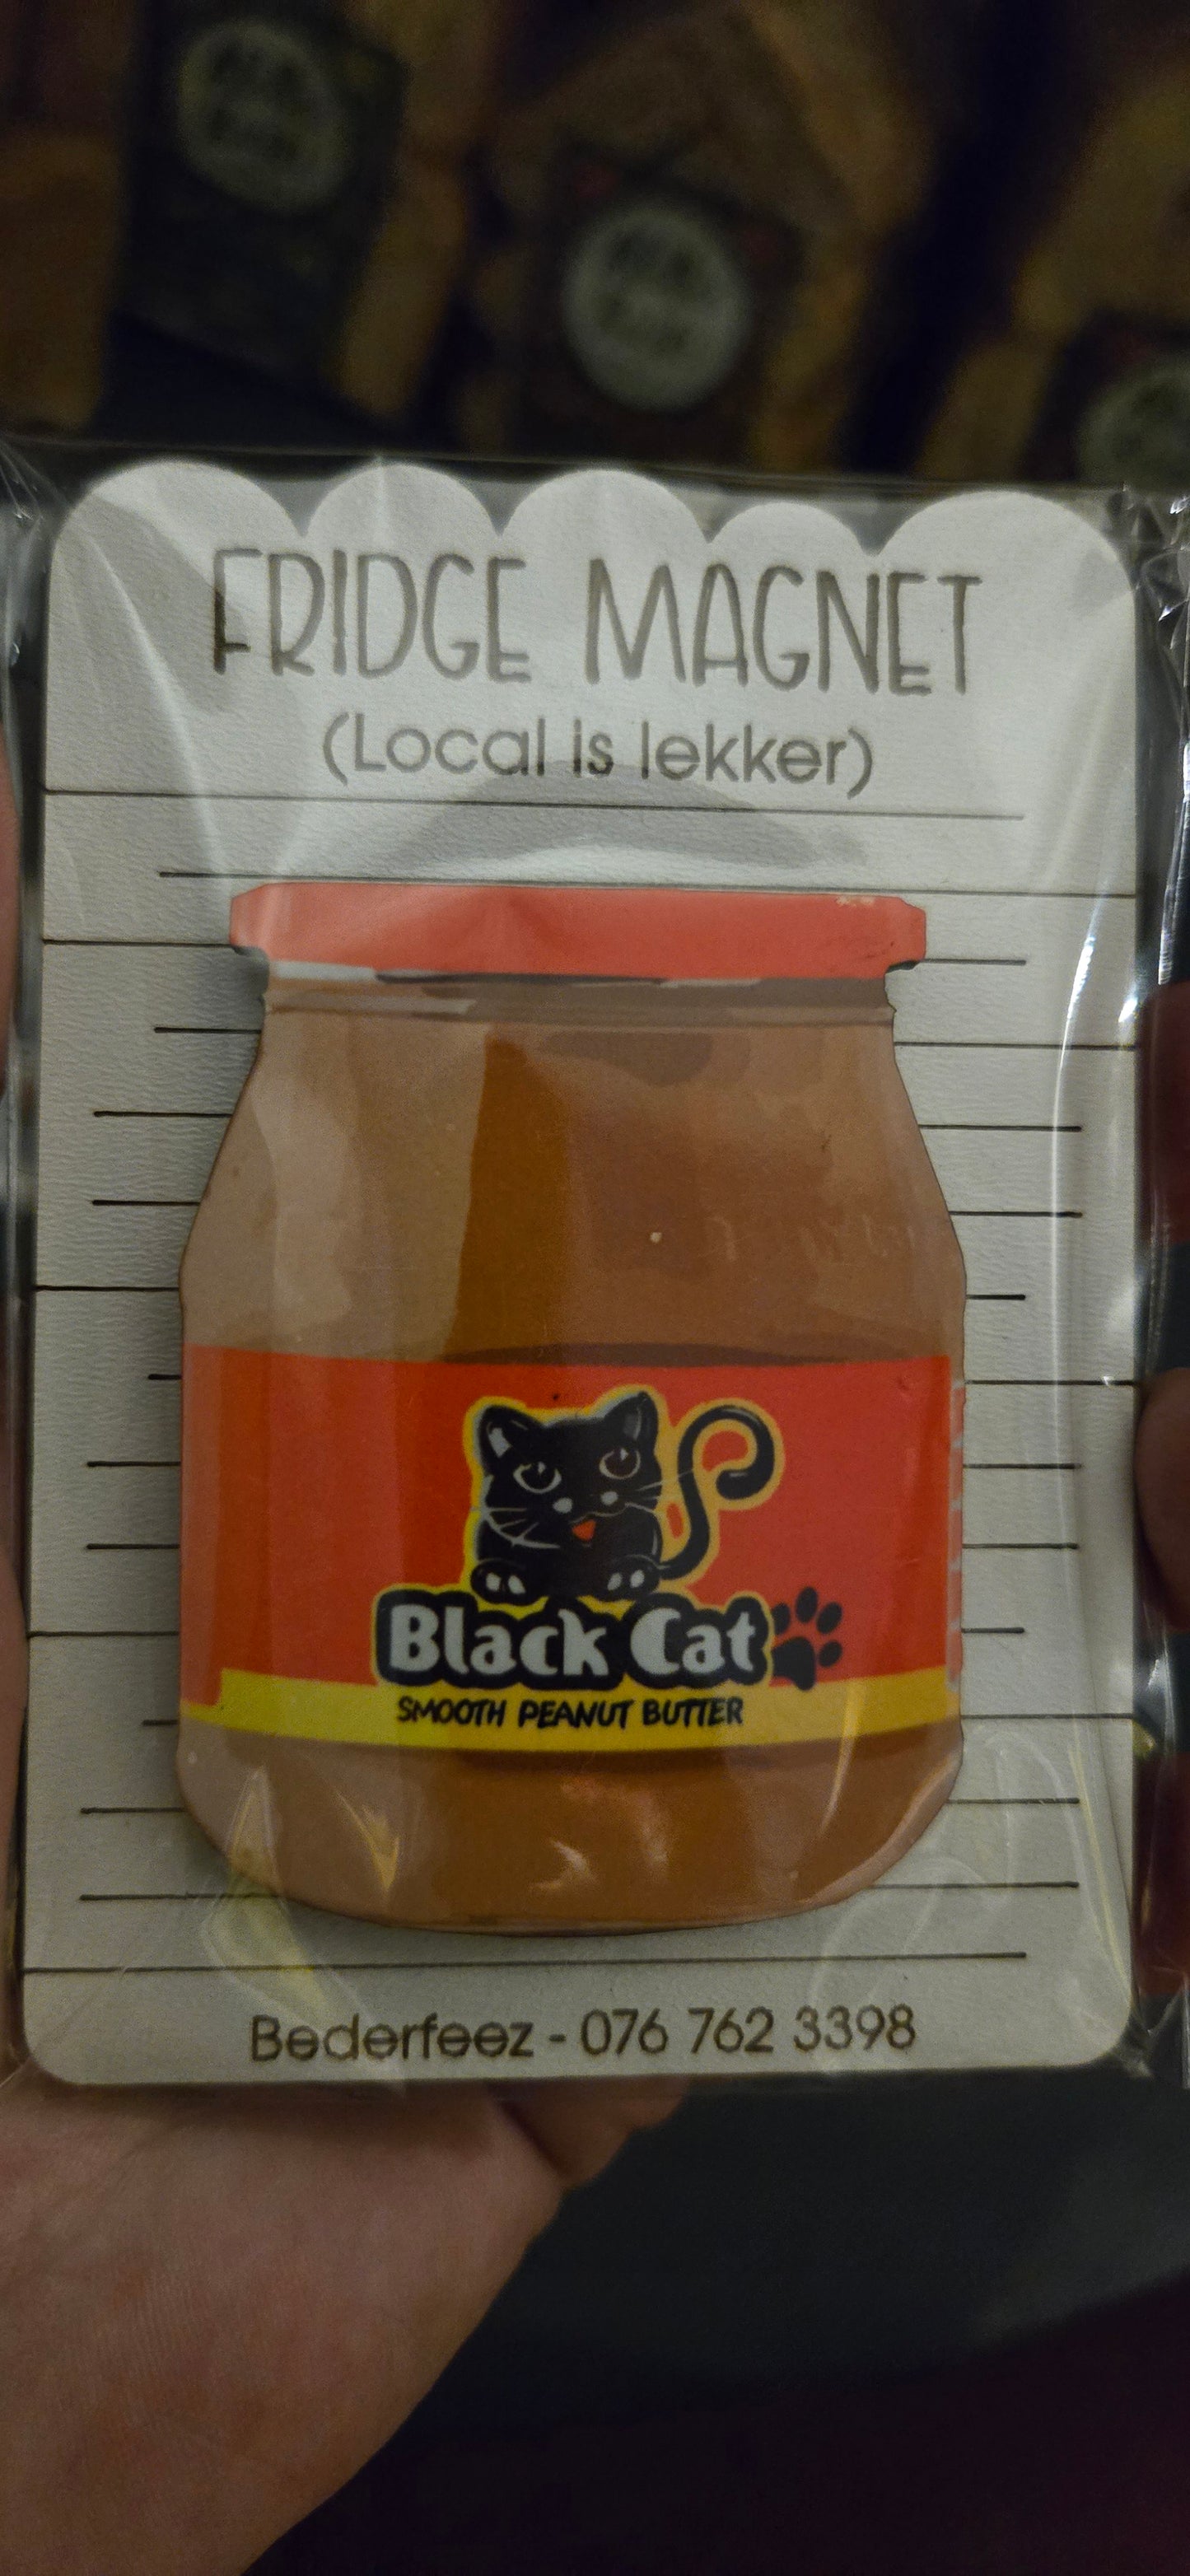 FRIDGE MAGNET
(Local is lekker)
Black Cat
SMOOTH PEANUT BUTTER
Bederfeez - 076 762 3398